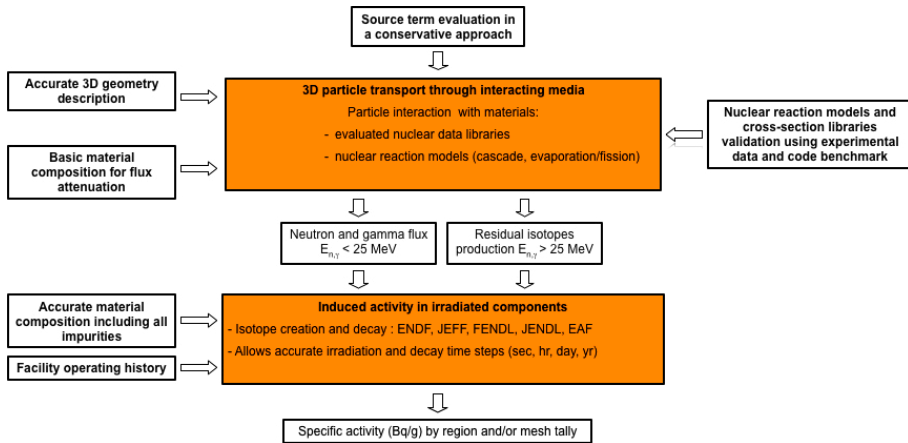 Source term evaluation in
a conservative approach
Accurate 3D geometry
description
3D particle transport through interacting media
Particle interaction with materials:
- evaluated nuclear data libraries
- nuclear reaction models (cascade, evaporation/fission)
Basic material
composition for flux
attenuation
Nuclear reaction models and
cross-section libraries
validation using experimental
data and code benchmark
Neutron and gamma flux
En,γ < 25 MeV
Residual isotopes
production En,γ > 25 MeV
Accurate material
composition including all
impurities
Facility operating history
Induced activity in irradiated components
- Isotope creation and decay : ENDF, JEFF, FENDL, JENDL, EAF
- Allows accurate irradiation and decay time steps (sec, hr, day, yr)
Specific activity (Bq/g) by region and/or mesh tally